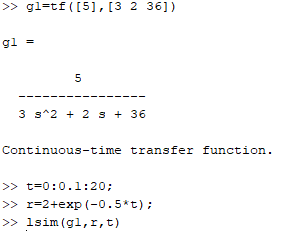 >> g1=tf([5],[3 2 36])
g1 =
5
----------------
3 s^2 + 2 s + 36
Continuous-time transfer function.
>> t=0:0.1:20;
>> r=2+exp(-0.5*t);
>> lsim(g1,r,t)